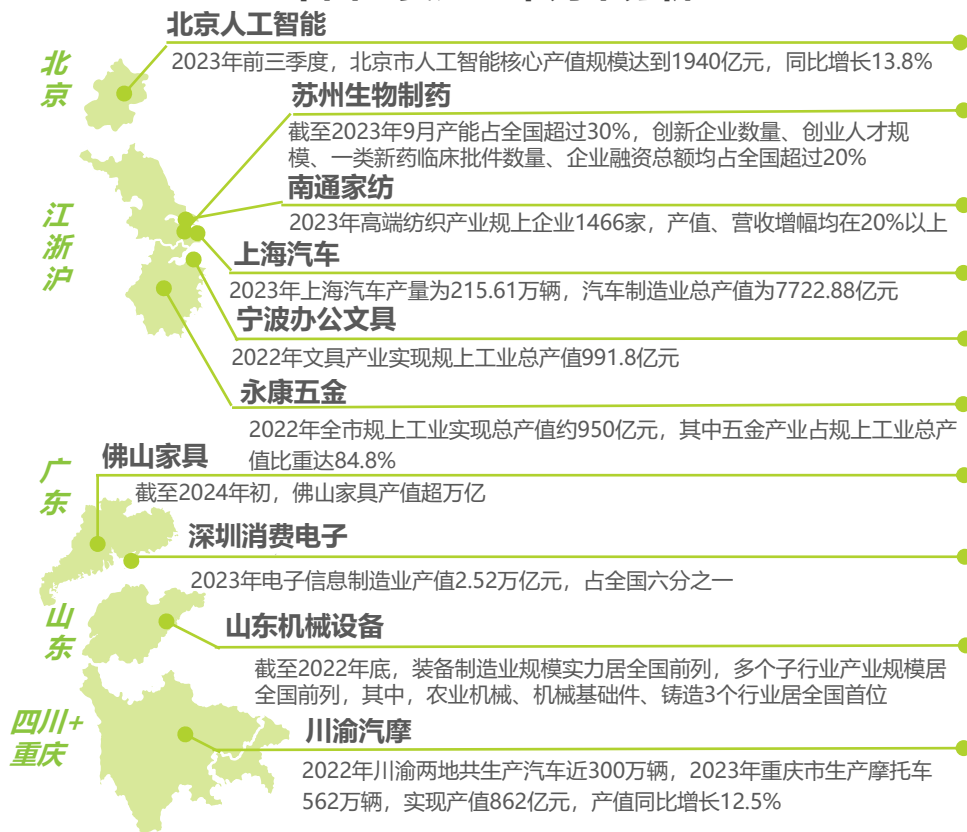 北京人工智能
北京
2023年前三季度，北京市人工智能核心产值规模达到1940亿元，同比增长13.8%
苏州生物制药
截至2023年9月产能占全国超过30%，创新企业数量、创业人才规
模、一类新药临床批件数量、企业融资总额均占全国超过20%
南通家纺
江浙沪
2023年高端纺织产业规上企业1466家，产值、营收增幅均在20%以上
上海汽车
2023年上海汽车产量为215.61万辆，汽车制造业总产值为7722.88亿元
宁波办公文具
2022年文具产业实现规上工业总产值991.8亿元
永康五金
2022年全市规上工业实现总产值约950亿元，其中五金产业占规上工业总产
值比重达84.8%
佛山家具
广东
截至2024年初，佛山家具产值超万亿
深圳消费电子
2023年电子信息制造业产值2.52万亿元，占全国六分之一
山东
山东机械设备
截至2022年底，装备制造业规模实力居全国前列，多个子行业产业规模居
全国前列，其中，农业机械、机械基础件、铸造3个行业居全国首位
四川+
重庆
川渝汽摩
2022年川渝两地共生产汽车近300万辆，2023年重庆市生产摩托车
562万辆，实现产值862亿元，产值同比增长12.5%